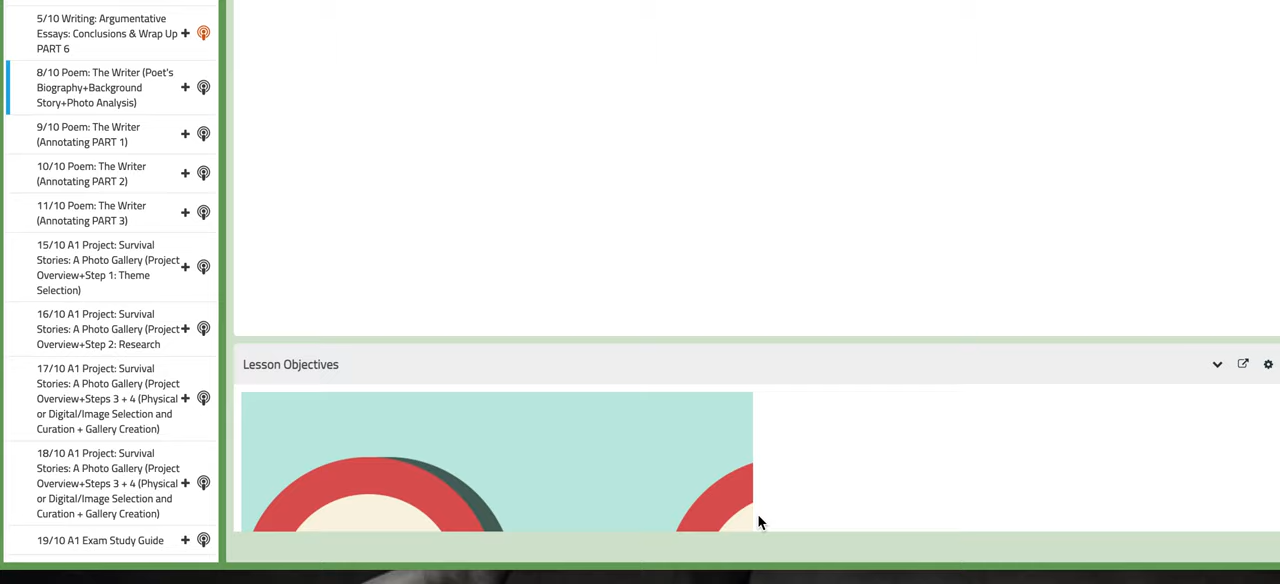 5/10 Writing: Argumentative
Essays: Conclusions & Wrap Up
PART 6
8/10 Poem: The Writer (Poet's
Biography+Background
Story+Photo Analysis)
9/10 Poem: The Writer
(Annotating PART 1)
10/10 Poem: The Writer
(Annotating PART 2)
11/10 Poem: The Writer
(Annotating PART 3)
15/10 A1 Project: Survival
Stories: A Photo Gallery (Project
Overview+Step 1: Theme
Selection)
16/10 A1 Project: Survival
Stories: A Photo Gallery (Project
Overview+Step 2: Research
17/10 A1 Project: Survival
Stories: A Photo Gallery (Project
Overview+Steps 3 + 4 (Physical
or Digital/Image Selection and
Curation + Gallery Creation)
18/10 A1 Project: Survival
Stories: A Photo Gallery (Project
Overview+Steps 3 + 4 (Physical
or Digital/Image Selection and
Curation + Gallery Creation)
19/10 A1 Exam Study Guide
Lesson Objectives